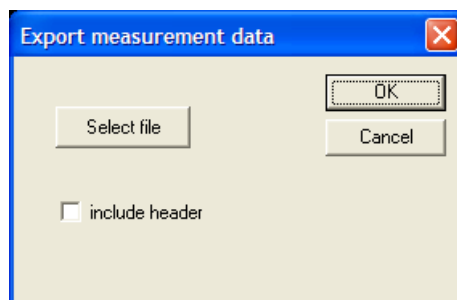 Export measurement data
OK
Select file
Cancel
include header